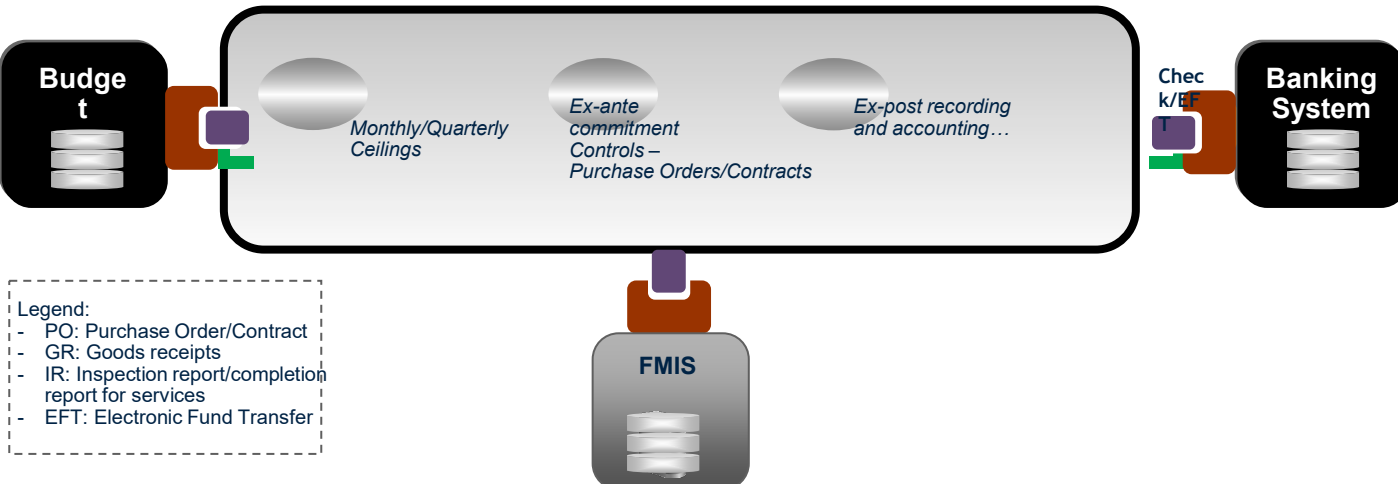 Budge
t
Monthly/Quarterly
Ceilings
Ex-ante
commitment
Controls –
Purchase Orders/Contracts
Ex-post recording
and accounting…
Chec
k/EF
T
Banking
System
Legend:
- PO: Purchase Order/Contract
- GR: Goods receipts
- IR: Inspection report/completion
report for services
- EFT: Electronic Fund Transfer
FMIS